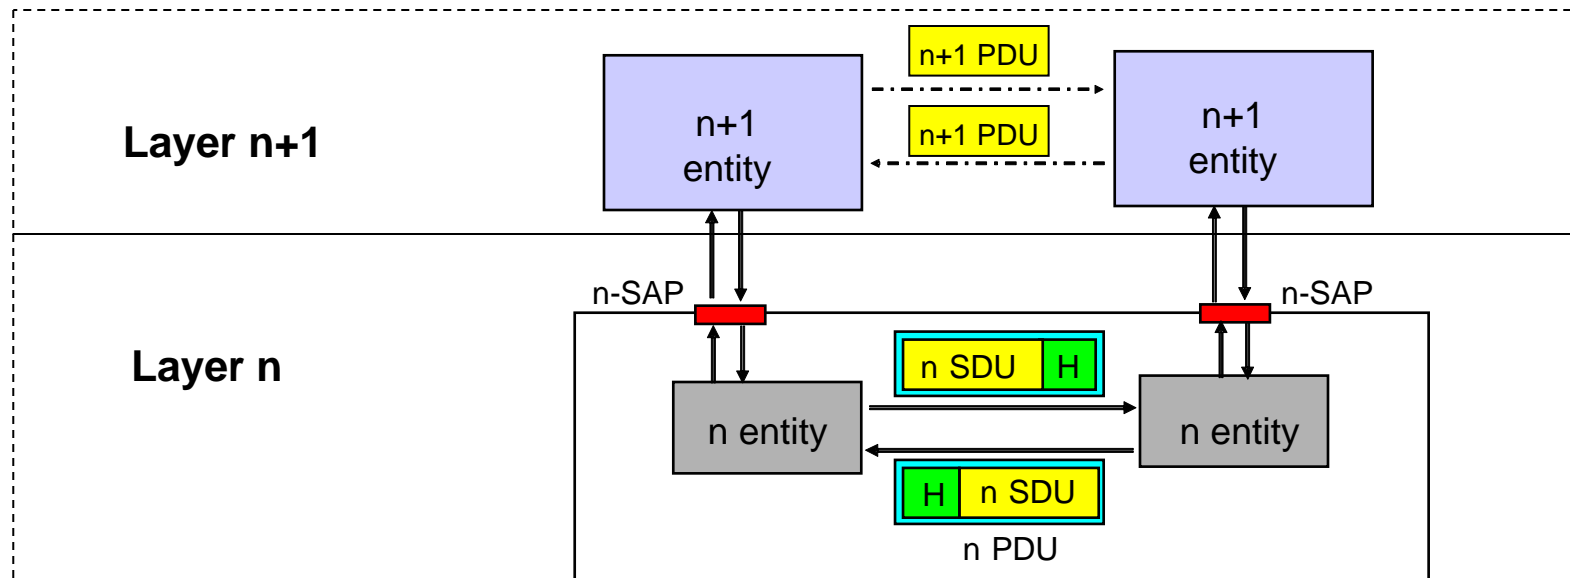 n+1 PDU
n+1
entity
Layer n+1
n+1 PDU
n+1
entity
n-SAP
n-SAP
Layer n
n SDU H
n entity
n entity
H n SDU
n PDU